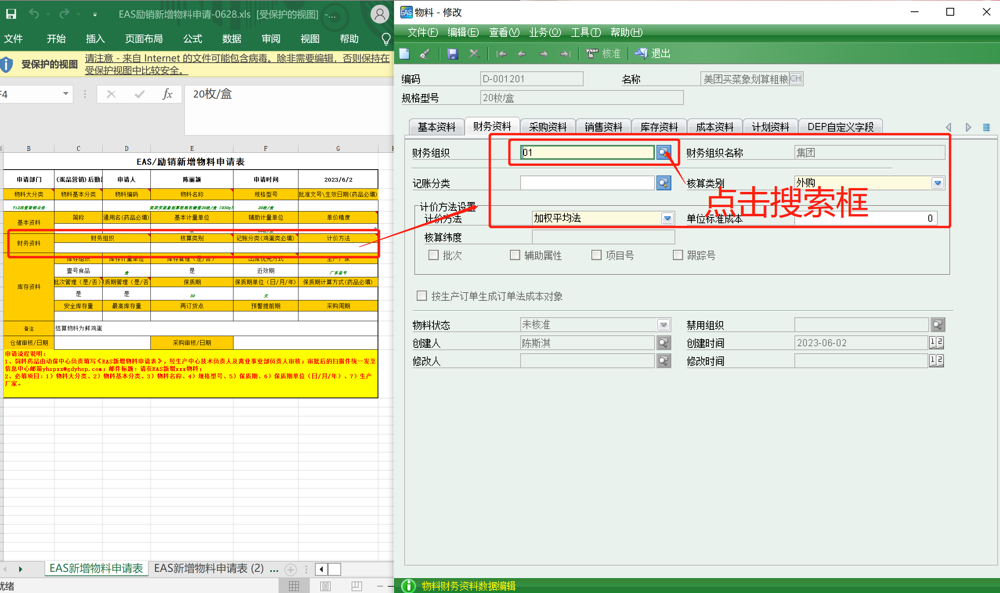 EAS励销新增物料申请-0628.xls [受保护的视图] -...
文件 开始 插入 页面布局 公式 数据 审阅 视图 帮助
受保护的视图
请注意 - 来自 Internet 的文件可能包含病毒。除非需要编辑，否则保持在
受保护视图中比较安全。
F4
fx
20枚/盒
B C D E F G
EAS/励销新增物料申请表
申请部门 (蛋品营销)后勤 申请人 陈丽颖 申请时间 2023/6/2
物料大分类 物料基本分类 物料编码 物料名称 规格型号 批准文号\生效日期(药品必填)
Y12鸡蛋营销业务 美团买菜象划算粗粮谷物蛋20枚/盒（930g） 20枚/盒
基本资料 简称 通用名(药品必填) 基本计量单位 辅助计量单位 单价精度
枚 20枚/盒 6
财务资料 财务组织 核算类别 记账分类(鸡蛋类必填) 计价方法
库存资料 库存组织 库存计量单位 库存管理（是/否） 出库优先方式 生产厂家
壹号食品 盒 是 近效期 广东壹号
批次管理（是/否） 保质期管理（是/否 保质期 保质期单位（日/月/年） 保质期计算方式(药品必填)
是 是 30 天
安全库存量 最高库存量 再订货点 预警提前期 采购周期
备注 结算物料为鲜鸡蛋
仓储审核/日期 采购审核/日期
申请流程说明：
1、饲料药品由动保中心负责填写《EAS新增物料申请表》，经生产中心技术负责人及禽业事业部负责人审核；审批后的扫描件统一发至
信息中心邮箱yhspxx@gdyhsp.com；邮件标题：请在EAS新增xxx物料；
2、必填项目：1）物料大分类、2）物料基本分类、3）物料名称、4）规格型号、5）保质期、6）保质期单位（日/月/年）、7）生产
厂家。
EAS新增物料申请表 EAS新增物料申请表 (2) ...
就绪
EAS 物料 - 修改
文件(F) 编辑(E) 查看(V) 业务(O) 工具(T) 帮助(H)
核准 退出
编码 D-001201 名称 美团买菜象划算粗粮 CH
规格型号 20枚/盒
基本资料 财务资料 采购资料 销售资料 库存资料 成本资料 计划资料 DEP自定义字段
财务组织 01 财务组织名称 集团
记账分类 核算类别 外购
点击搜索框
计价方法设置
计价方法 加权平均法 单位标准成本 0
核算纬度
批次 辅助属性 项目号 跟踪号
按生产订单生成订单法成本对象
物料状态 未核准 禁用组织
创建人 陈斯淇 创建时间 2023-06-02 12
修改人 修改时间 12
物料财务资料数据编辑